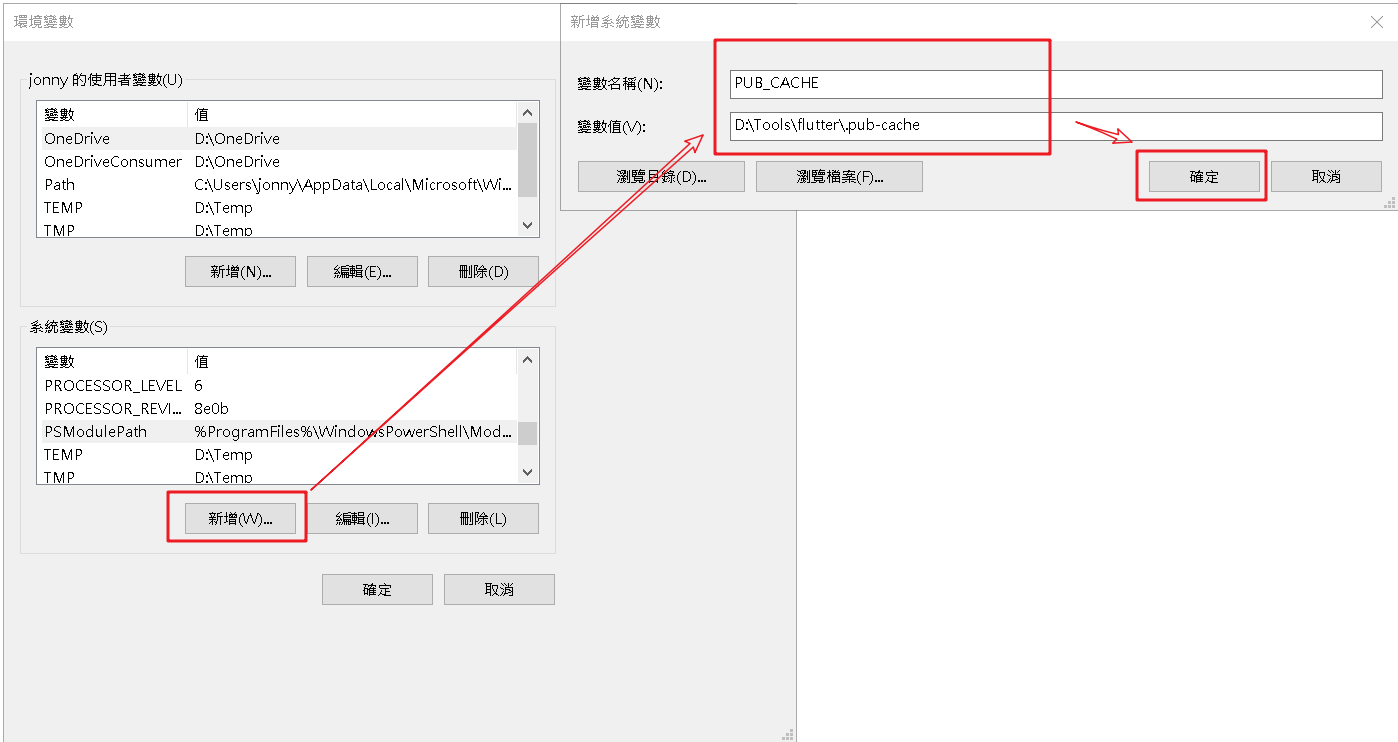 環境變數
jonny 的使用者變數(U)
變數 值
OneDrive D:\OneDrive
OneDriveConsumer D:\OneDrive
Path C:\Users\jonny\AppData\Local\Microsoft\Wi...
TEMP D:\Temp
TMP D:\Temp
新增(N)... 編輯(E)... 刪除(D)
系統變數(S)
變數 值
PROCESSOR_LEVEL 6
PROCESSOR_REVI... 8e0b
PSModulePath %ProgramFiles%\WindowsPowerShell\Mod...
TEMP D:\Temp
TMP D:\Temp
新增(W)... 編輯(I)... 刪除(L)
確定 取消
新增系統變數
變數名稱(N): PUB_CACHE
變數值(V): D:\Tools\flutter\.pub-cache
瀏覽目錄(D)... 瀏覽檔案(F)... 確定 取消